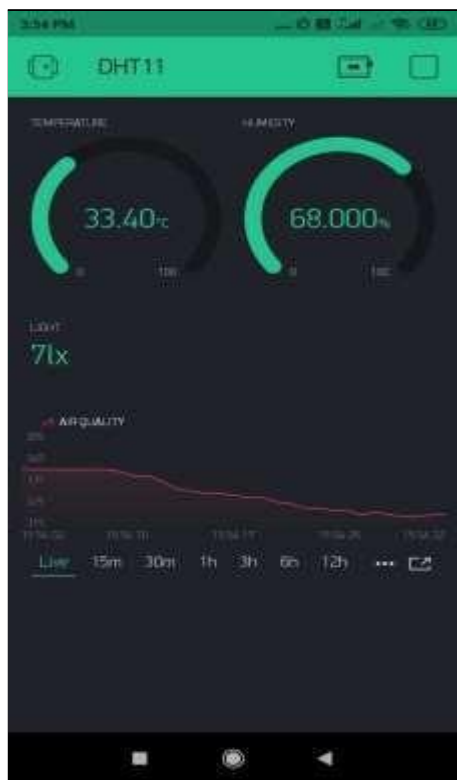 3:54 PM
DHT11
TEMPERATURE HUMIDITY
33.40°C 68.000%
0 100 0 100
LIGHT
7lx
AIR QUALITY
Live 15m 30m 1h 3h 6h 12h